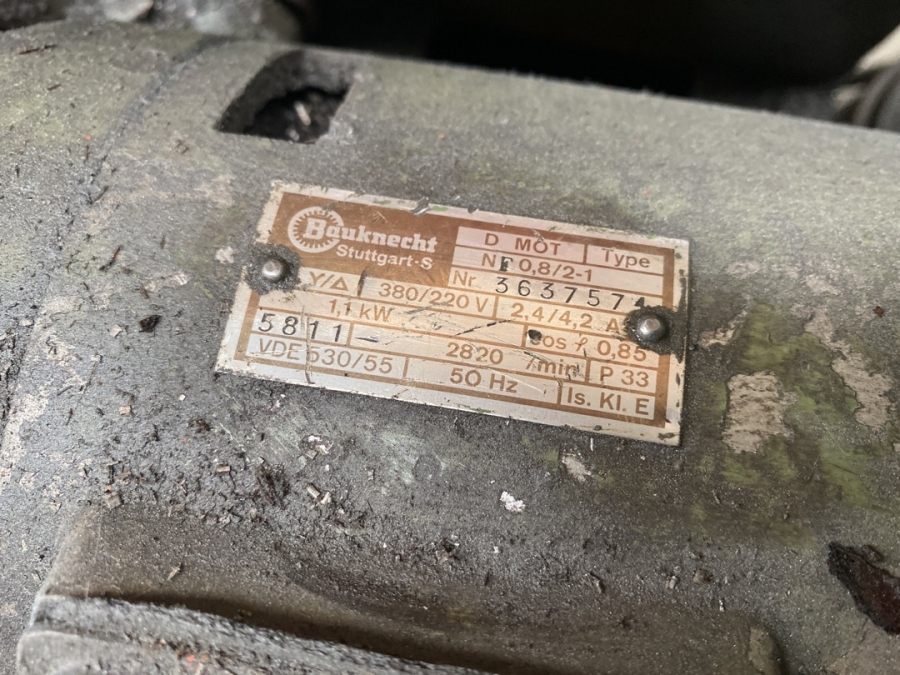 Bauknecht
Stuttgart-S
D MOT Type
NF 0,8/2-1
Nr 3637574
Y/Δ 380/220 V 2,4/4,2 A
1,1 kW cos φ 0,85
5811 2820 /min P 33
VDE 530/55 50 Hz Is. Kl. E